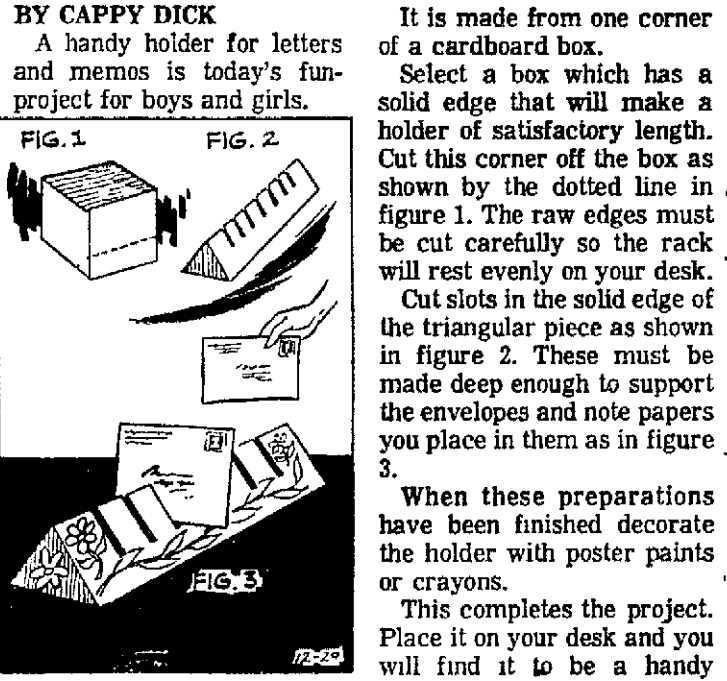 BY CAPPY DICK
A handy holder for letters
and memos is today's fun-
project for boys and girls.
FIG. 1
FIG. 2
FIG. 3
12-29
It is made from one corner
of a cardboard box.
Select a box which has a
solid edge that will make a
holder of satisfactory length.
Cut this corner off the box as
shown by the dotted line in
figure 1. The raw edges must
be cut carefully so the rack
will rest evenly on your desk.
Cut slots in the solid edge of
the triangular piece as shown
in figure 2. These must be
made deep enough to support
the envelopes and note papers
you place in them as in figure
3.
When these preparations
have been finished decorate
the holder with poster paints
or crayons.
This completes the project.
Place it on your desk and you
will find it to be a handy